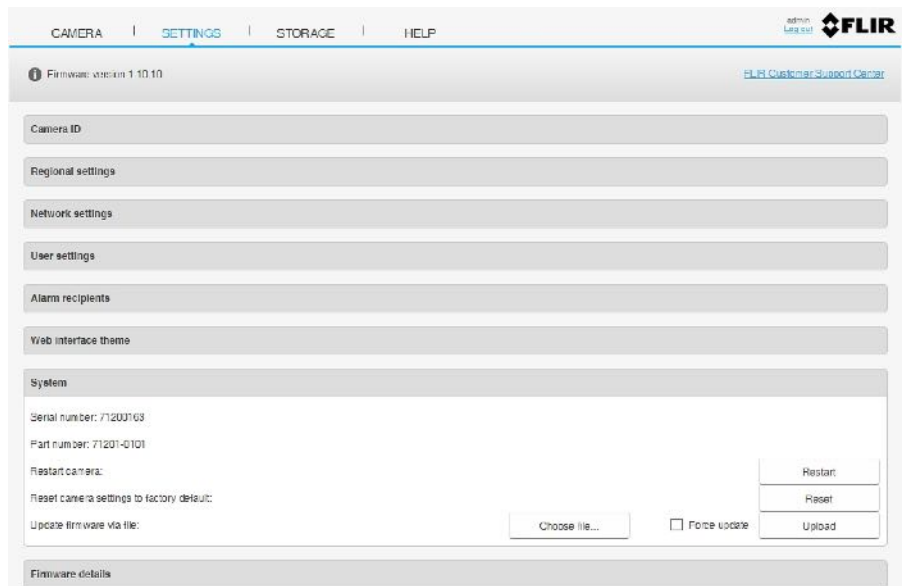 CAMERA | SETTINGS | STORAGE | HELP
admin
Log out
FLIR
Firmware version 1.10.10
FLIR Customer Support Center
Camera ID
Regional settings
Network settings
User settings
Alarm recipients
Web interface theme
System
Serial number: 71200163
Part number: 71201-0101
Restart camera: Restart
Reset camera settings to factory default: Reset
Update firmware via file: Choose file... Force update Upload
Firmware details